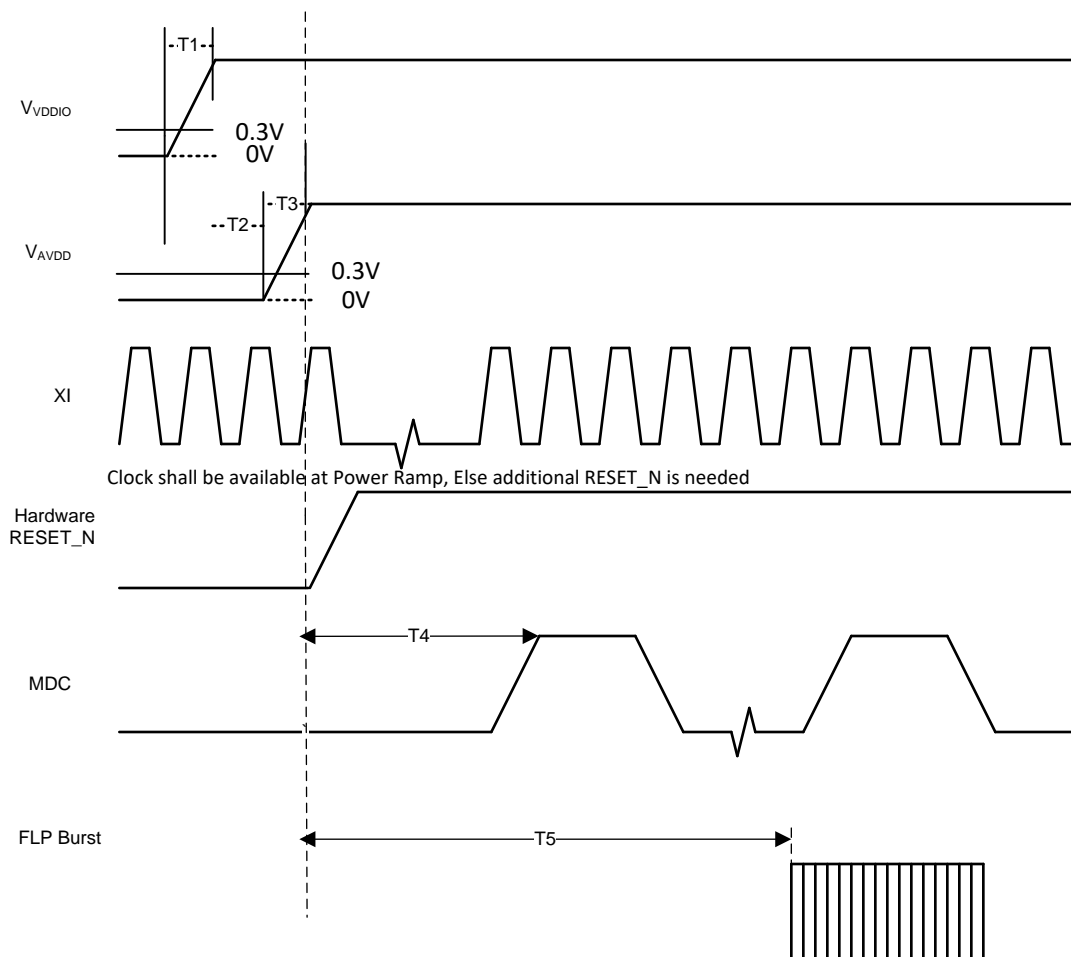 T1
VVDDIO
0.3V
0V
T3
T2
VAVDD
0.3V
0V
XI
Clock shall be available at Power Ramp, Else additional RESET_N is needed
Hardware
RESET_N
T4
MDC
FLP Burst
T5